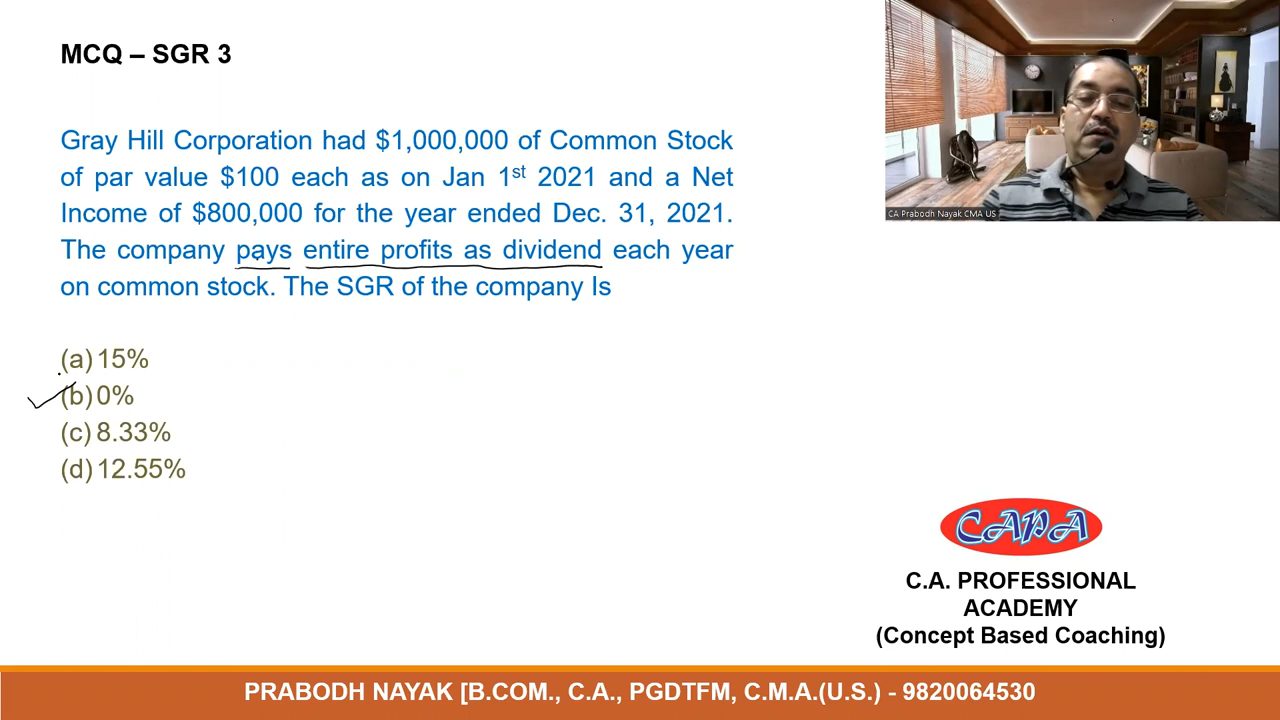 MCQ – SGR 3
Gray Hill Corporation had $1,000,000 of Common Stock
of par value $100 each as on Jan 1st 2021 and a Net
Income of $800,000 for the year ended Dec. 31, 2021.
The company pays entire profits as dividend each year
on common stock. The SGR of the company Is
(a) 15%
(b) 0%
(c) 8.33%
(d) 12.55%
CA Prabodh Nayak CMA US
CAPA
C.A. PROFESSIONAL
ACADEMY
(Concept Based Coaching)
PRABODH NAYAK [B.COM., C.A., PGDTFM, C.M.A.(U.S.) - 9820064530